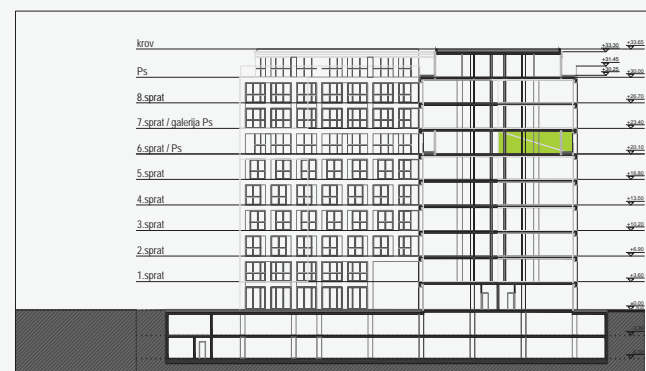 krov
+33.30 +33.65
+31.45
Ps
+30.25 +30.00
8.sprat
+26.70
7.sprat / galerija Ps
+23.40
6.sprat / Ps
+20.10
5.sprat
+16.80
4.sprat
+13.50
3.sprat
+10.20
2.sprat
+6.90
1.sprat
+3.60
±0.00